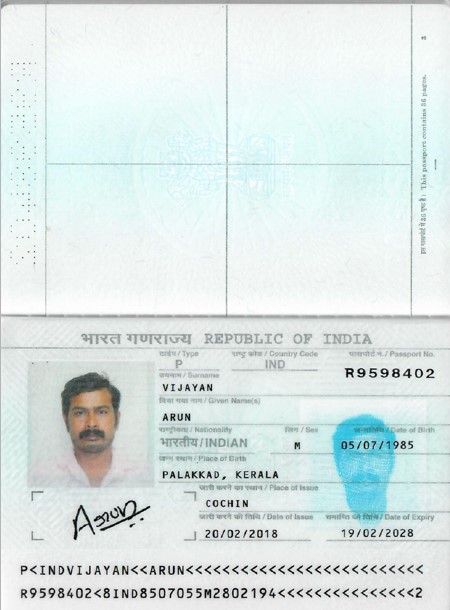 इस पासपोर्ट में 36 पृष्ठ हैं। This passport contains 36 pages.
3
भारत गणराज्य REPUBLIC OF INDIA
टाईप / Type
राष्ट्र कोड / Country Code
पासपोर्ट नं. / Passport No.
P
IND
R9598402
उपनाम / Surname
VIJAYAN
दिया गया नाम / Given Name(s)
ARUN
राष्ट्रीयता / Nationality
लिंग / Sex
जन्मतिथि / Date of Birth
भारतीय/INDIAN
M
05/07/1985
जन्म स्थान / Place of Birth
PALAKKAD, KERALA
जारी करने का स्थान / Place of Issue
COCHIN
जारी करने की तिथि / Date of Issue
समाप्ति की तिथि / Date of Expiry
20/02/2018
19/02/2028
Arun
P<INDVIJAYAN<<ARUN<<<<<<<<<<<<<<<<<<<<<<<<<<
R9598402<8IND8507055M2802194<<<<<<<<<<<<<<2